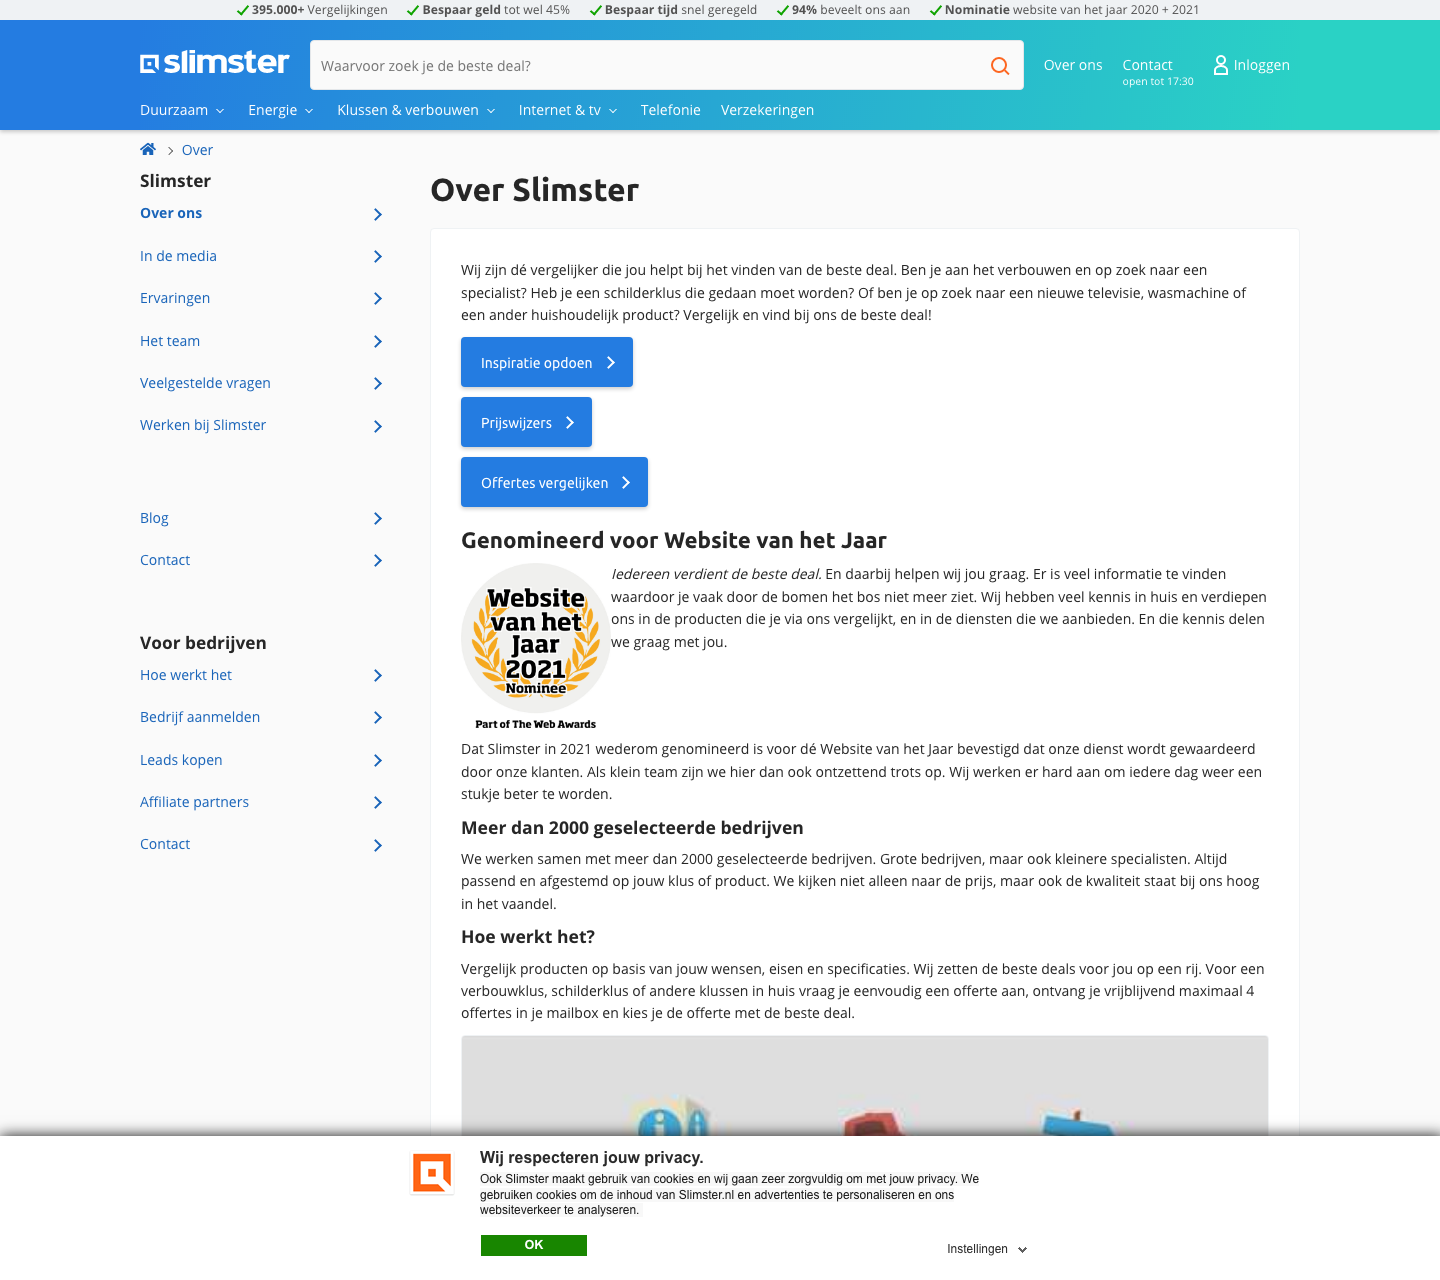 395.000+ Vergelijkingen Bespaar geld tot wel 45% Bespaar tijd snel geregeld 94% beveelt ons aan Nominatie website van het jaar 2020 + 2021
slimster
Waarvoor zoek je de beste deal?
Over ons
Contact
open tot 17:30
Inloggen
Duurzaam Energie Klussen & verbouwen Internet & tv Telefonie Verzekeringen
Over
Slimster
Over ons
In de media
Ervaringen
Het team
Veelgestelde vragen
Werken bij Slimster
Blog
Contact
Voor bedrijven
Hoe werkt het
Bedrijf aanmelden
Leads kopen
Affiliate partners
Contact
Over Slimster
Wij zijn dé vergelijker die jou helpt bij het vinden van de beste deal. Ben je aan het verbouwen en op zoek naar een
specialist? Heb je een schilderklus die gedaan moet worden? Of ben je op zoek naar een nieuwe televisie, wasmachine of
een ander huishoudelijk product? Vergelijk en vind bij ons de beste deal!
Inspiratie opdoen
Prijswijzers
Offertes vergelijken
Genomineerd voor Website van het Jaar
Website
van het
Jaar
2021
Nominee
Part of The Web Awards
Iedereen verdient de beste deal. En daarbij helpen wij jou graag. Er is veel informatie te vinden
waardoor je vaak door de bomen het bos niet meer ziet. Wij hebben veel kennis in huis en verdiepen
ons in de producten die je via ons vergelijkt, en in de diensten die we aanbieden. En die kennis delen
we graag met jou.
Dat Slimster in 2021 wederom genomineerd is voor dé Website van het Jaar bevestigd dat onze dienst wordt gewaardeerd
door onze klanten. Als klein team zijn we hier dan ook ontzettend trots op. Wij werken er hard aan om iedere dag weer een
stukje beter te worden.
Meer dan 2000 geselecteerde bedrijven
We werken samen met meer dan 2000 geselecteerde bedrijven. Grote bedrijven, maar ook kleinere specialisten. Altijd
passend en afgestemd op jouw klus of product. We kijken niet alleen naar de prijs, maar ook de kwaliteit staat bij ons hoog
in het vaandel.
Hoe werkt het?
Vergelijk producten op basis van jouw wensen, eisen en specificaties. Wij zetten de beste deals voor jou op een rij. Voor een
verbouwklus, schilderklus of andere klussen in huis vraag je eenvoudig een offerte aan, ontvang je vrijblijvend maximaal 4
offertes in je mailbox en kies je de offerte met de beste deal.
Wij respecteren jouw privacy.
Ook Slimster maakt gebruik van cookies en wij gaan zeer zorgvuldig om met jouw privacy. We
gebruiken cookies om de inhoud van Slimster.nl en advertenties te personaliseren en ons
websiteverkeer te analyseren.
OK
Instellingen